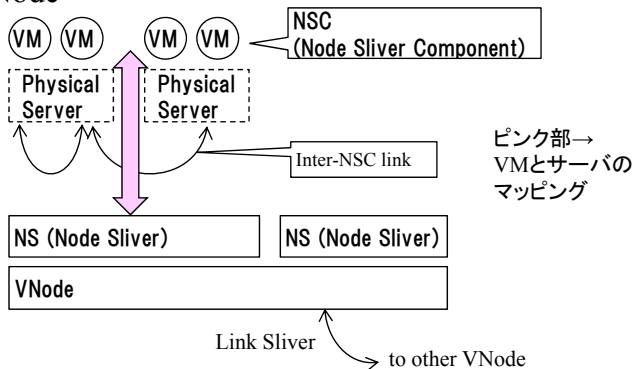 Node
VM VM VM VM
NSC
(Node Sliver Component)
Physical
Server
Physical
Server
Inter-NSC link
ピンク部→
VMとサーバの
マッピング
NS (Node Sliver)
NS (Node Sliver)
VNode
Link Sliver
to other VNode